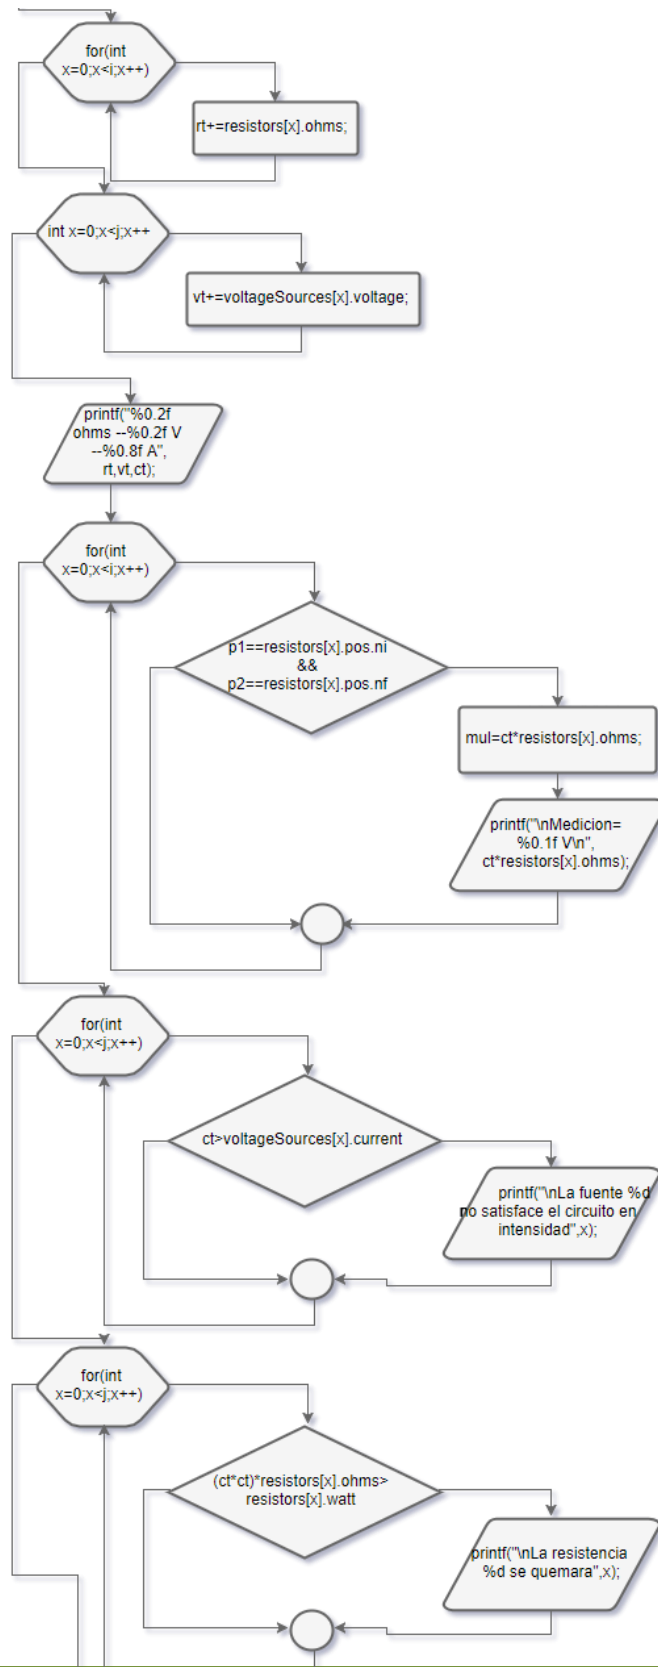 for(int
x=0;x<i;x++)
rt+=resistors[x].ohms;
int x=0;x<j;x++
vt+=voltageSources[x].voltage;
printf("%0.2f
ohms --%0.2f V
--%0.8f A",
rt,vt,ct);
for(int
x=0;x<i;x++)
p1==resistors[x].pos.ni
&&
p2==resistors[x].pos.nf
mul=ct*resistors[x].ohms;
printf("\nMedicion=
%0.1f V\n",
ct*resistors[x].ohms);
for(int
x=0;x<j;x++)
ct>voltageSources[x].current
printf("\nLa fuente %d
no satisface el circuito en
intensidad",x);
for(int
x=0;x<j;x++)
(ct*ct)*resistors[x].ohms>
resistors[x].watt
printf("\nLa resistencia
%d se quemara",x);